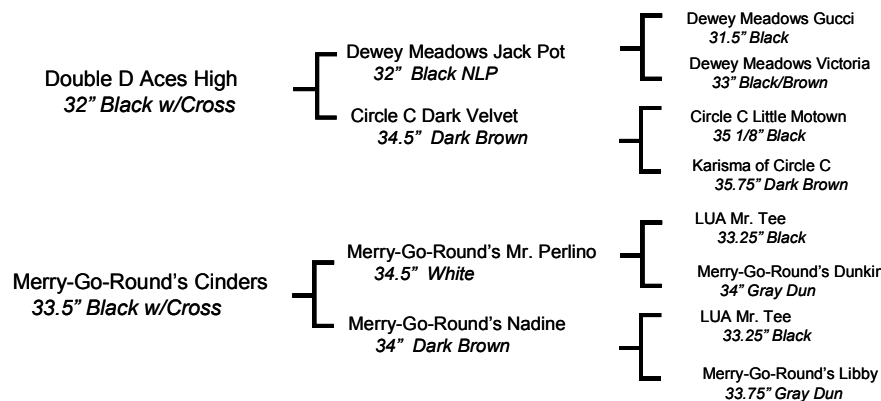 Double D Aces High
32” Black w/Cross
Dewey Meadows Jack Pot
32” Black NLP
Circle C Dark Velvet
34.5” Dark Brown
Dewey Meadows Gucci
31.5” Black
Dewey Meadows Victoria
33” Black/Brown
Circle C Little Motown
35 1/8” Black
Karisma of Circle C
35.75” Dark Brown
Merry-Go-Round’s Cinders
33.5” Black w/Cross
Merry-Go-Round’s Mr. Perlino
34.5” White
Merry-Go-Round’s Nadine
34” Dark Brown
LUA Mr. Tee
33.25” Black
Merry-Go-Round’s Dunkin
34” Gray Dun
LUA Mr. Tee
33.25” Black
Merry-Go-Round’s Libby
33.75” Gray Dun